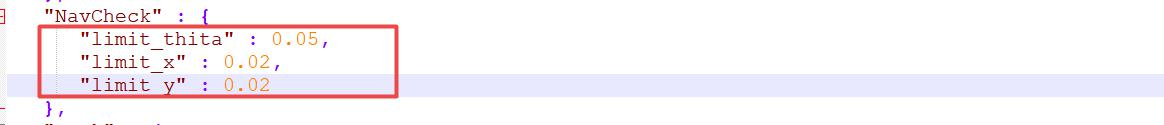 "NavCheck" : {
"limit_thita" : 0.05,
"limit_x" : 0.02,
"limit_y" : 0.02
},